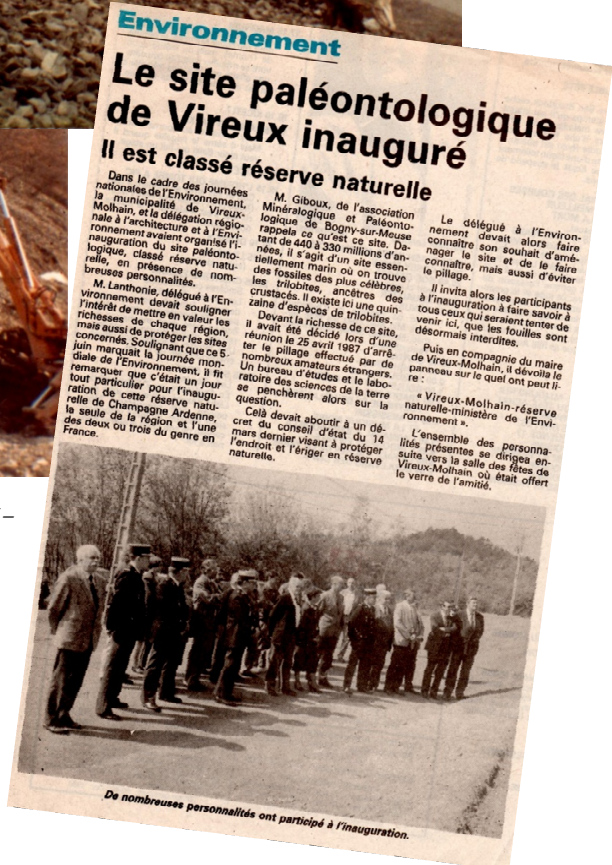 Environnement
Le site paléontologique
de Vireux inauguré
Il est classé réserve naturelle
Dans le cadre des journées
nationales de l'Environnement,
la municipalité de Vireux-
Molhain, et la délégation régio-
nale à l'architecture et à l'Envi-
ronnement avaient organisé l'i-
nauguration du site paléonto-
logique, classé réserve natu-
relle, en présence de nom-
breuses personnalités.
M. Lanthonie, délégué à l'En-
vironnement devait souligner
l'intérêt de mettre en valeur les
richesses de chaque région,
mais aussi de protéger les sites
concernés. Soulignant que ce 5
juin marquait la journée mon-
diale de l'Environnement, il fit
remarquer que c'était un jour
tout particulier pour l'inaugu-
ration de cette réserve natu-
relle de Champagne Ardenne,
la seule de la région et l'une
des deux ou trois du genre en
France.
M. Giboux, de l'association
Minéralogique et Paléonto-
logique de Bogny-sur-Meuse
rappela ce qu'est ce site. Da-
tant de 440 à 330 millions d'an-
nées, il s'agit d'un site essen-
tiellement marin où on trouve
des fossiles des plus célèbres,
les trilobites, ancêtres des
crustacés. Il existe ici une quin-
zaine d'espèces de trilobites.
Devant la richesse de ce site,
il avait été décidé lors d'une
réunion le 25 avril 1987 d'arrê-
ter le pillage effectué par de
nombreux amateurs étrangers.
Un bureau d'études et la labo-
ratoire des sciences de la terre
se penchèrent alors sur la
question.
Celà devait aboutir à un dé-
cret du conseil d'état du 14
mars dernier visant à protéger
l'endroit et l'ériger en réserve
naturelle.
Le délégué à l'Environ-
nement devait alors faire
connaître son souhait d'amé-
nager le site et de le faire
connaître, mais aussi d'éviter
le pillage.
Il invita alors les participants
à l'inauguration à faire savoir à
tous ceux qui seraient tenter de
venir ici, que les fouilles sont
désormais interdites.
Puis en compagnie du maire
de Vireux-Molhain, il dévoila le
panneau sur le quel ont peut li-
re :
« Vireux-Molhain-réserve
naturelle-ministère de l'Envi-
ronnement ».
L'ensemble des personna-
lités présentes se dirigea en-
suite vers la salle des fêtes de
Vireux-Molhain où était offert
le verre de l'amitié.
De nombreuses personnalités ont participé à l'inauguration.